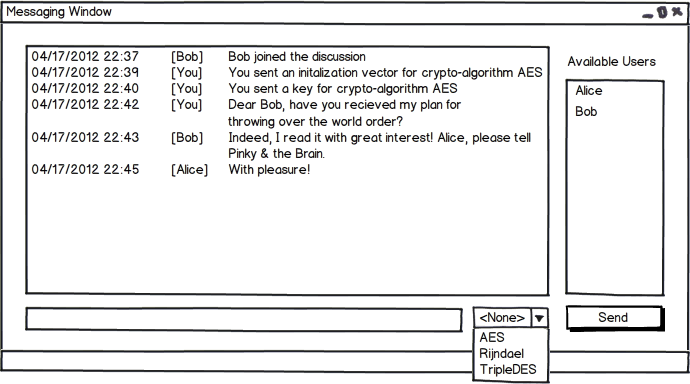 Messaging Window
04/17/2012 22:37 [Bob] Bob joined the discussion
04/17/2012 22:39 [You] You sent an initalization vector for crypto-algorithm AES
04/17/2012 22:40 [You] You sent a key for crypto-algorithm AES
04/17/2012 22:42 [You] Dear Bob, have you recieved my plan for
throwing over the world order?
04/17/2012 22:43 [Bob] Indeed, I read it with great interest! Alice, please tell
Pinky & the Brain.
04/17/2012 22:45 [Alice] With pleasure!
Available Users
Alice
Bob
<None>
AES
Rijndael
TripleDES
Send